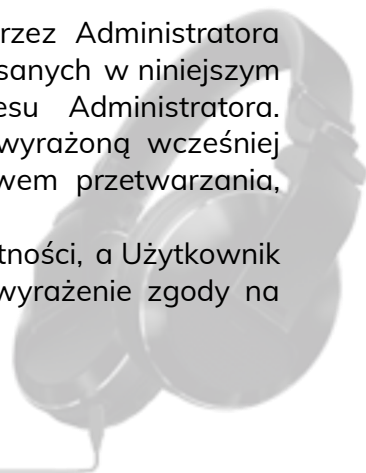 rzez Administratora
sanych w niniejszym
esu Administratora.
wyrażoną wcześniej
wem przetwarzania,
tności, a Użytkownik
wyrażenie zgody na